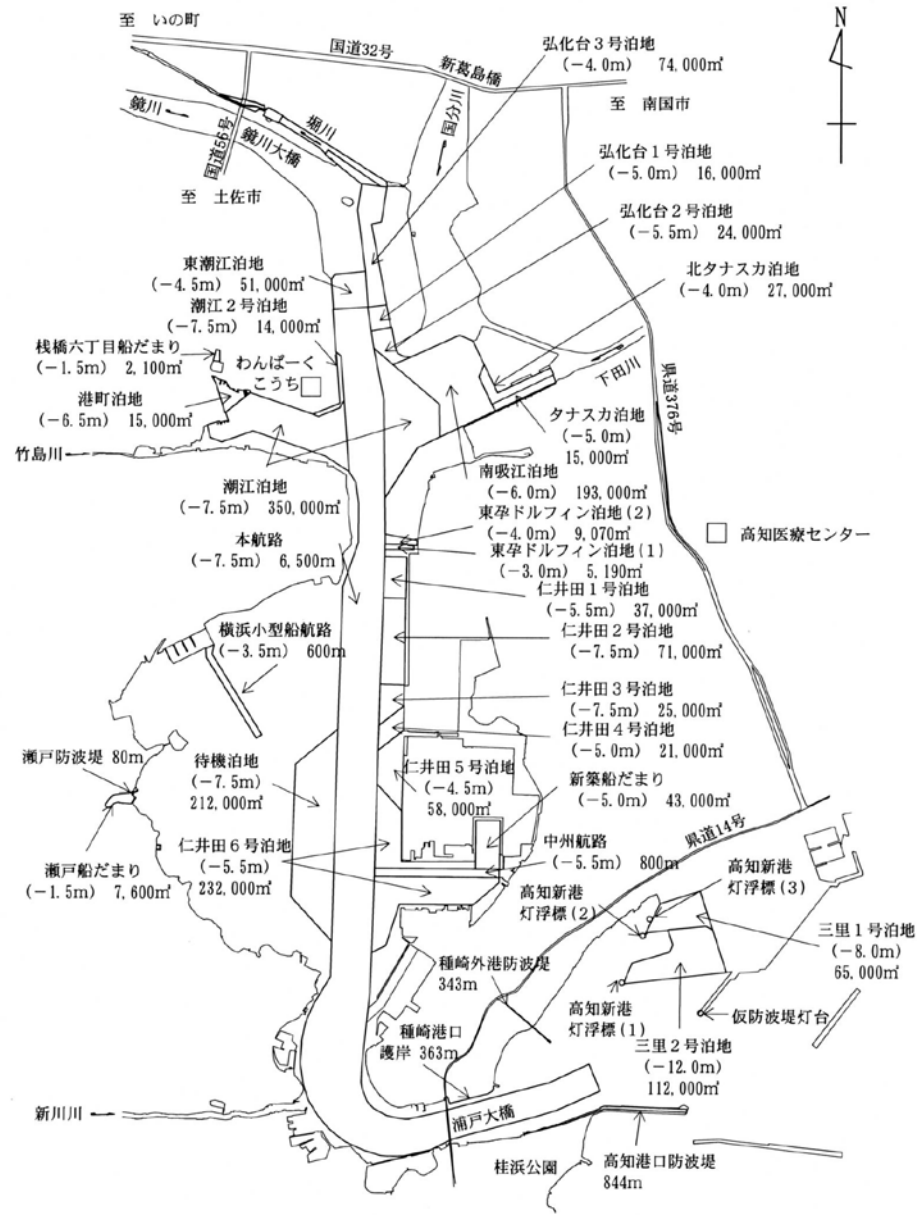 至 いの町
国道32号
新葛島橋
N
弘化台3号泊地
(-4.0m) 74,000㎡
至 南国市
鏡川
堀川
国分川
国道56号
鏡川大橋
至 土佐市
弘化台1号泊地
(-5.0m) 16,000㎡
弘化台2号泊地
(-5.5m) 24,000㎡
北タナスカ泊地
(-4.0m) 27,000㎡
東潮江泊地
(-4.5m) 51,000㎡
潮江2号泊地
(-7.5m) 14,000㎡
桟橋六丁目船だまり
(-1.5m) 2,100㎡
わんぱーく
こうち
港町泊地
(-6.5m) 15,000㎡
下田川
県道376号
タナスカ泊地
(-5.0m)
15,000㎡
竹島川
潮江泊地
(-7.5m) 350,000㎡
南吸江泊地
(-6.0m) 193,000㎡
東孕ドルフィン泊地(2)
(-4.0m) 9,070㎡
東孕ドルフィン泊地(1)
(-3.0m) 5,190㎡
高知医療センター
本航路
(-7.5m) 6,500m
仁井田1号泊地
(-5.5m) 37,000㎡
仁井田2号泊地
(-7.5m) 71,000㎡
横浜小型船航路
(-3.5m) 600m
仁井田3号泊地
(-7.5m) 25,000㎡
仁井田4号泊地
(-5.0m) 21,000㎡
瀬戸防波堤 80m
待機泊地
(-7.5m)
212,000㎡
仁井田5号泊地
(-4.5m)
58,000㎡
新築船だまり
(-5.0m) 43,000㎡
県道14号
瀬戸船だまり
(-1.5m) 7,600㎡
仁井田6号泊地
(-5.5m)
232,000㎡
中州航路
(-5.5m) 800m
高知新港
灯浮標(2)
高知新港
灯浮標(3)
三里1号泊地
(-8.0m)
65,000㎡
種崎外港防波堤
343m
高知新港
灯浮標(1)
仮防波堤灯台
種崎港口
護岸 363m
三里2号泊地
(-12.0m)
112,000㎡
新川川
浦戸大橋
桂浜公園
高知港口防波堤
844m